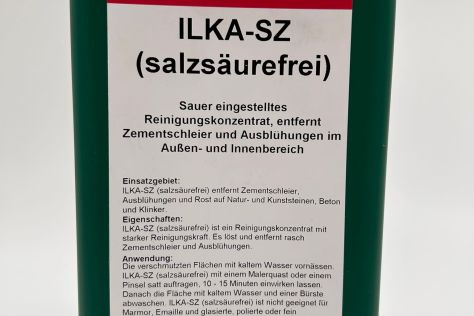 ILKA-SZ
(salzsäurefrei)
Sauer eingestelltes
Reinigungskonzentrat, entfernt
Zementschleier und Ausblühungen im
Außen- und Innenbereich
Einsatzgebiet:
ILKA-SZ (salzsäurefrei) entfernt Zementschleier,
Ausblühungen und Rost auf Natur- und Kunststeinen, Beton
und Klinker.
Eigenschaften:
ILKA-SZ (salzsäurefrei) ist ein Reinigungskonzentrat mit
starker Reinigungskraft. Es löst und entfernt rasch
Zementschleier und Ausblühungen.
Anwendung:
Die verschmutzten Flächen mit kaltem Wasser vornässen.
ILKA-SZ (salzsäurefrei) mit einem Malerquast oder einem
Pinsel satt auftragen, 10 - 15 Minuten einwirken lassen.
Danach die Fläche mit kaltem Wasser und einer Bürste
abwaschen. ILKA-SZ (salzsäurefrei) ist nicht geeignet für
Marmor, Emaille und glasierte, polierte oder fein